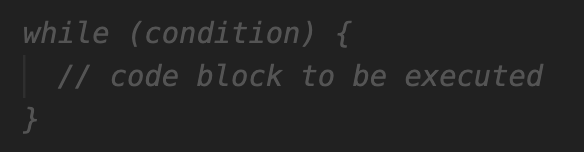 while (condition) {
  // code block to be executed
}